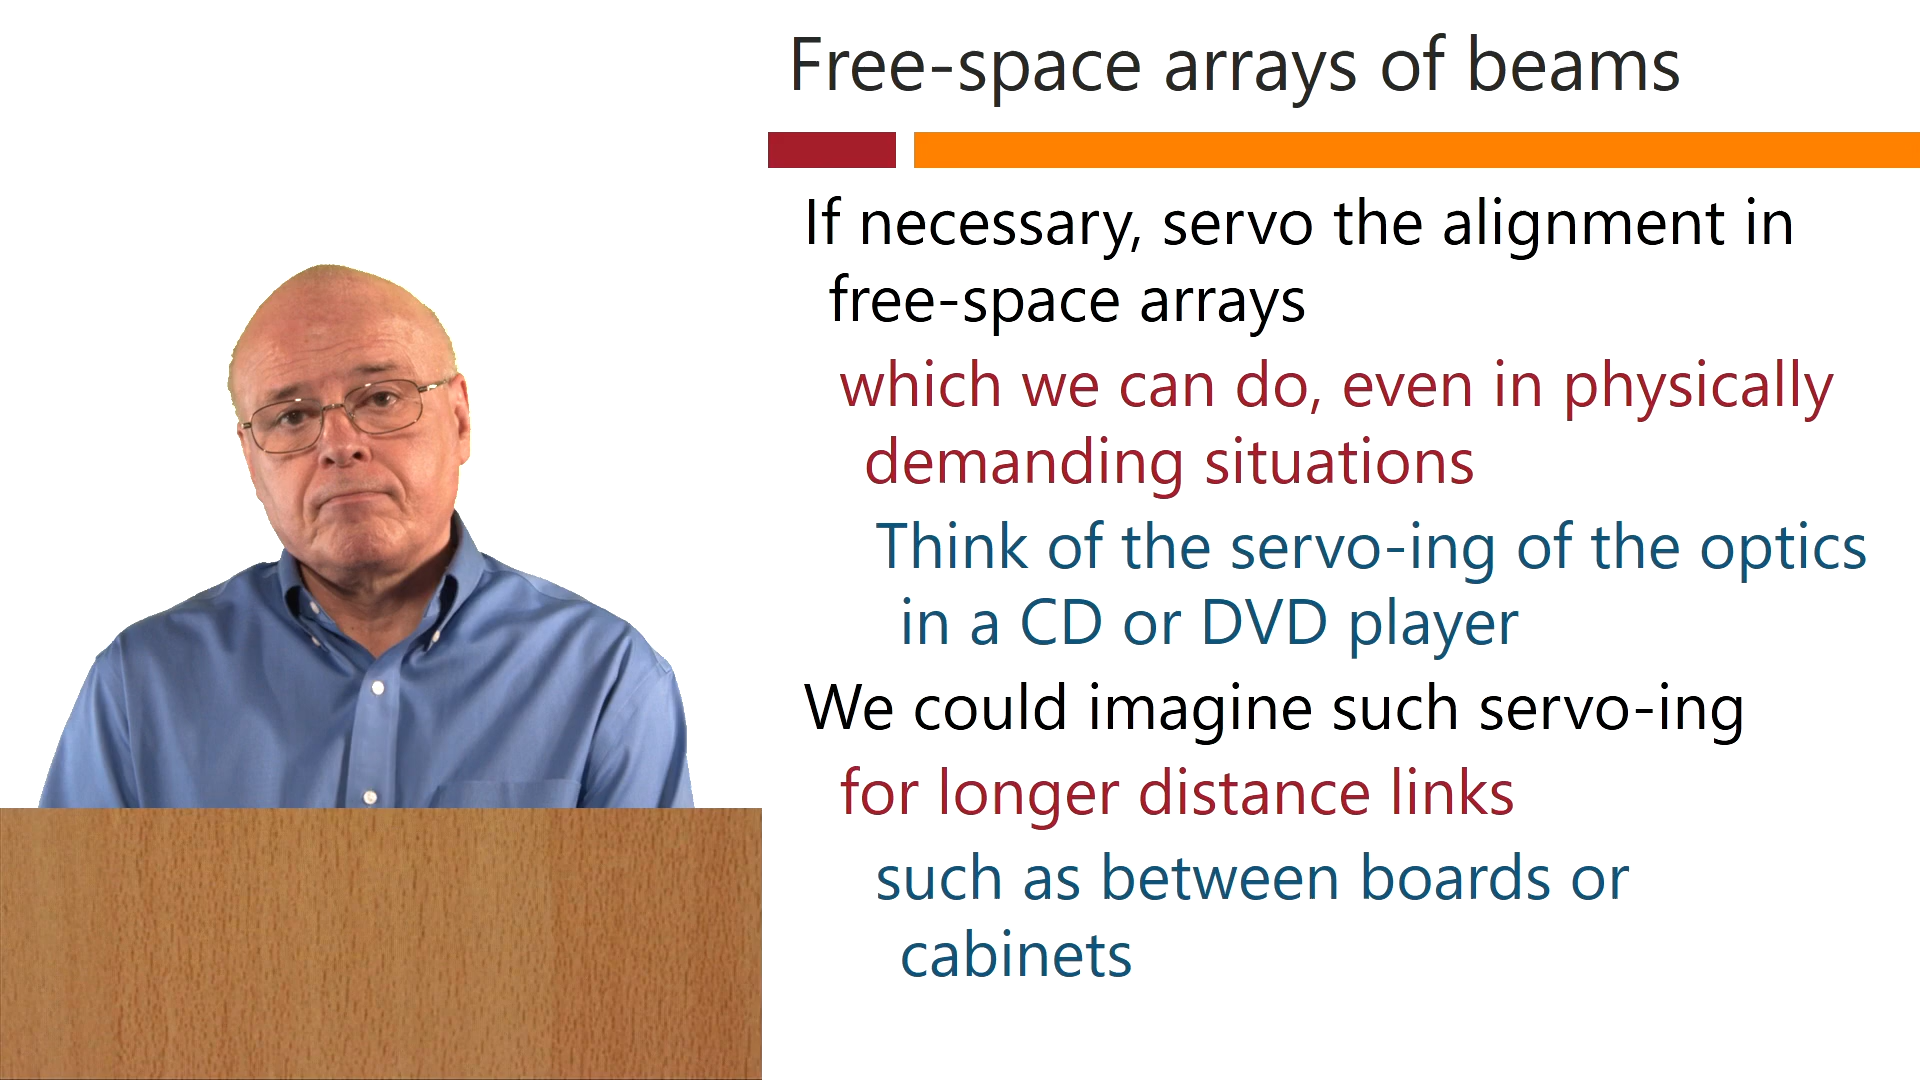 Free-space arrays of beams
If necessary, servo the alignment in
free-space arrays
which we can do, even in physically
demanding situations
Think of the servo-ing of the optics
in a CD or DVD player
We could imagine such servo-ing
for longer distance links
such as between boards or
cabinets